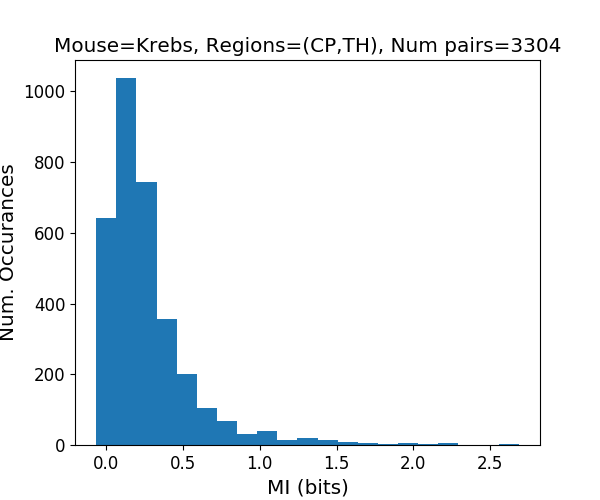 Mouse=Krebs, Regions=(CP,TH), Num pairs=3304
1000
800
600
400
200
0
Num. Occurances
0.0 0.5 1.0 1.5 2.0 2.5
MI (bits)